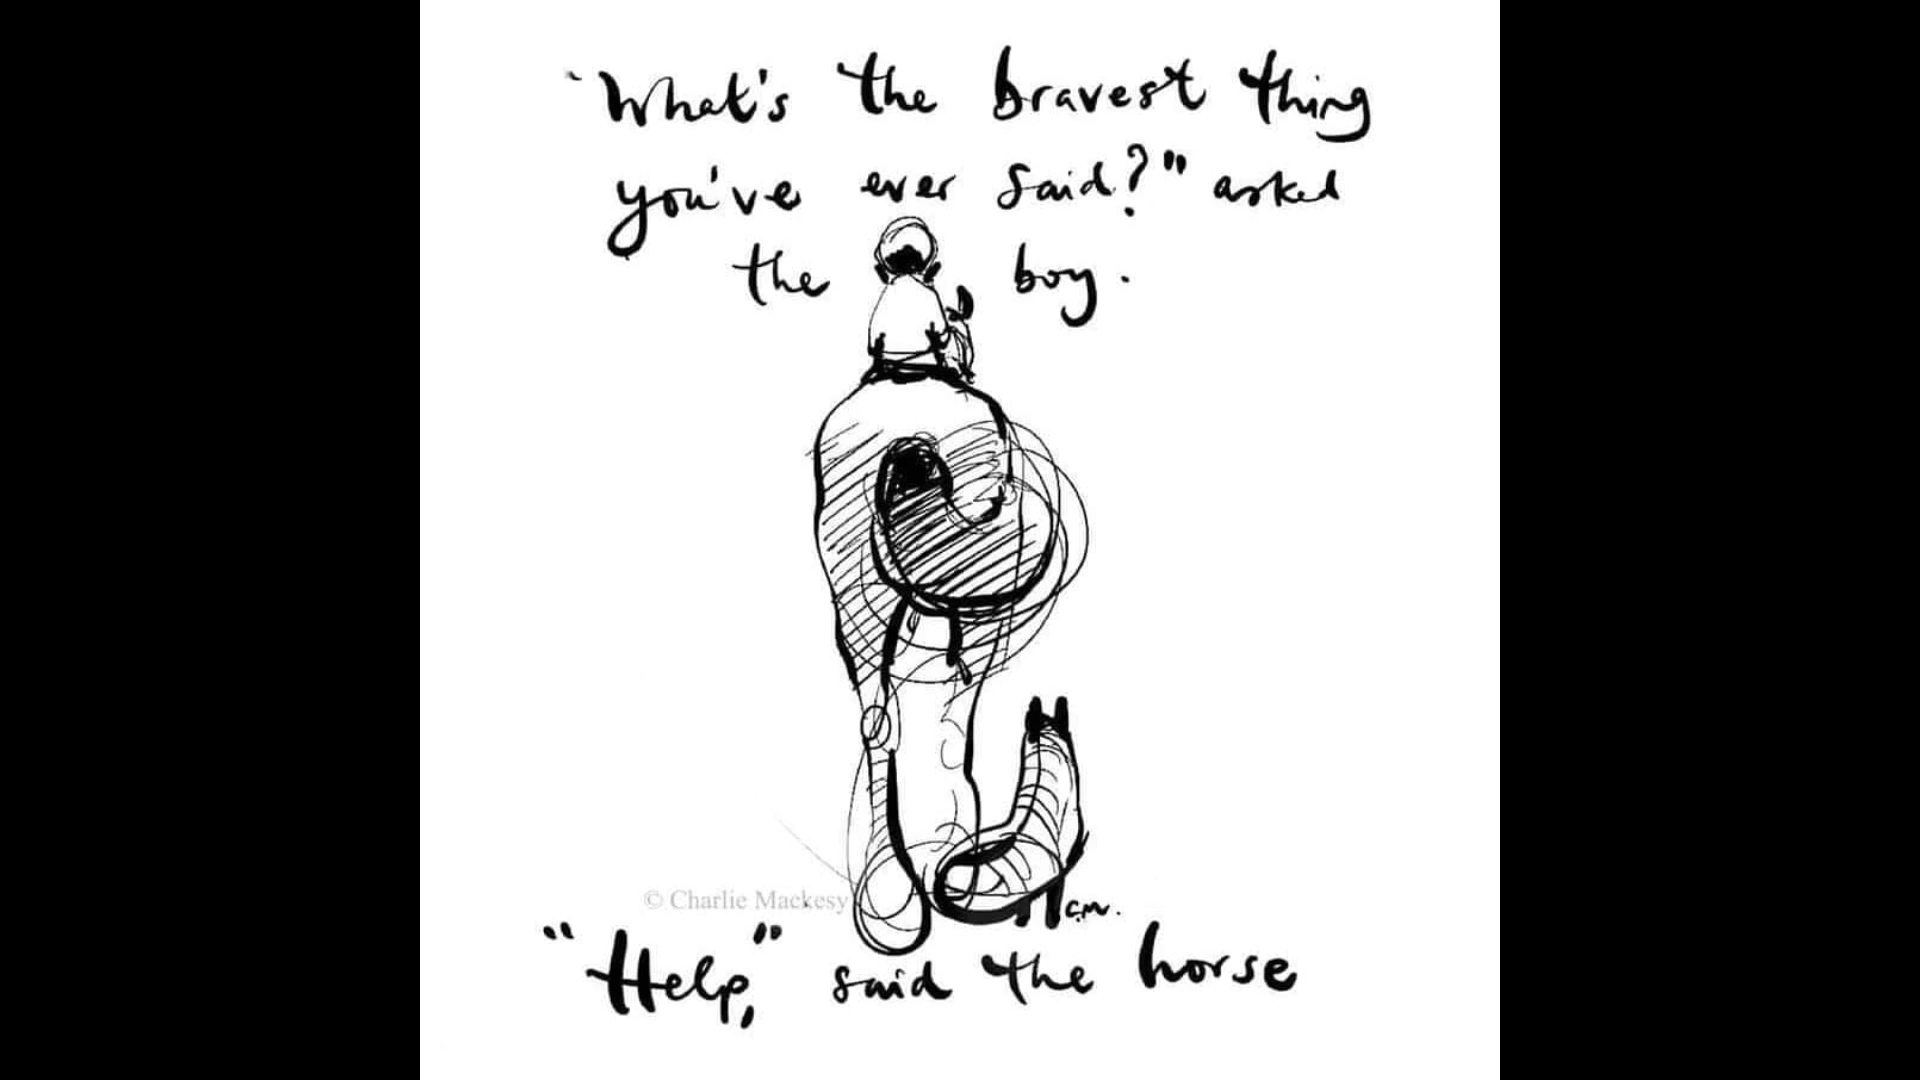 "What's the bravest thing
you've ever said?" asked
the boy.
© Charlie Mackesy
C.M.
"Help," said the horse